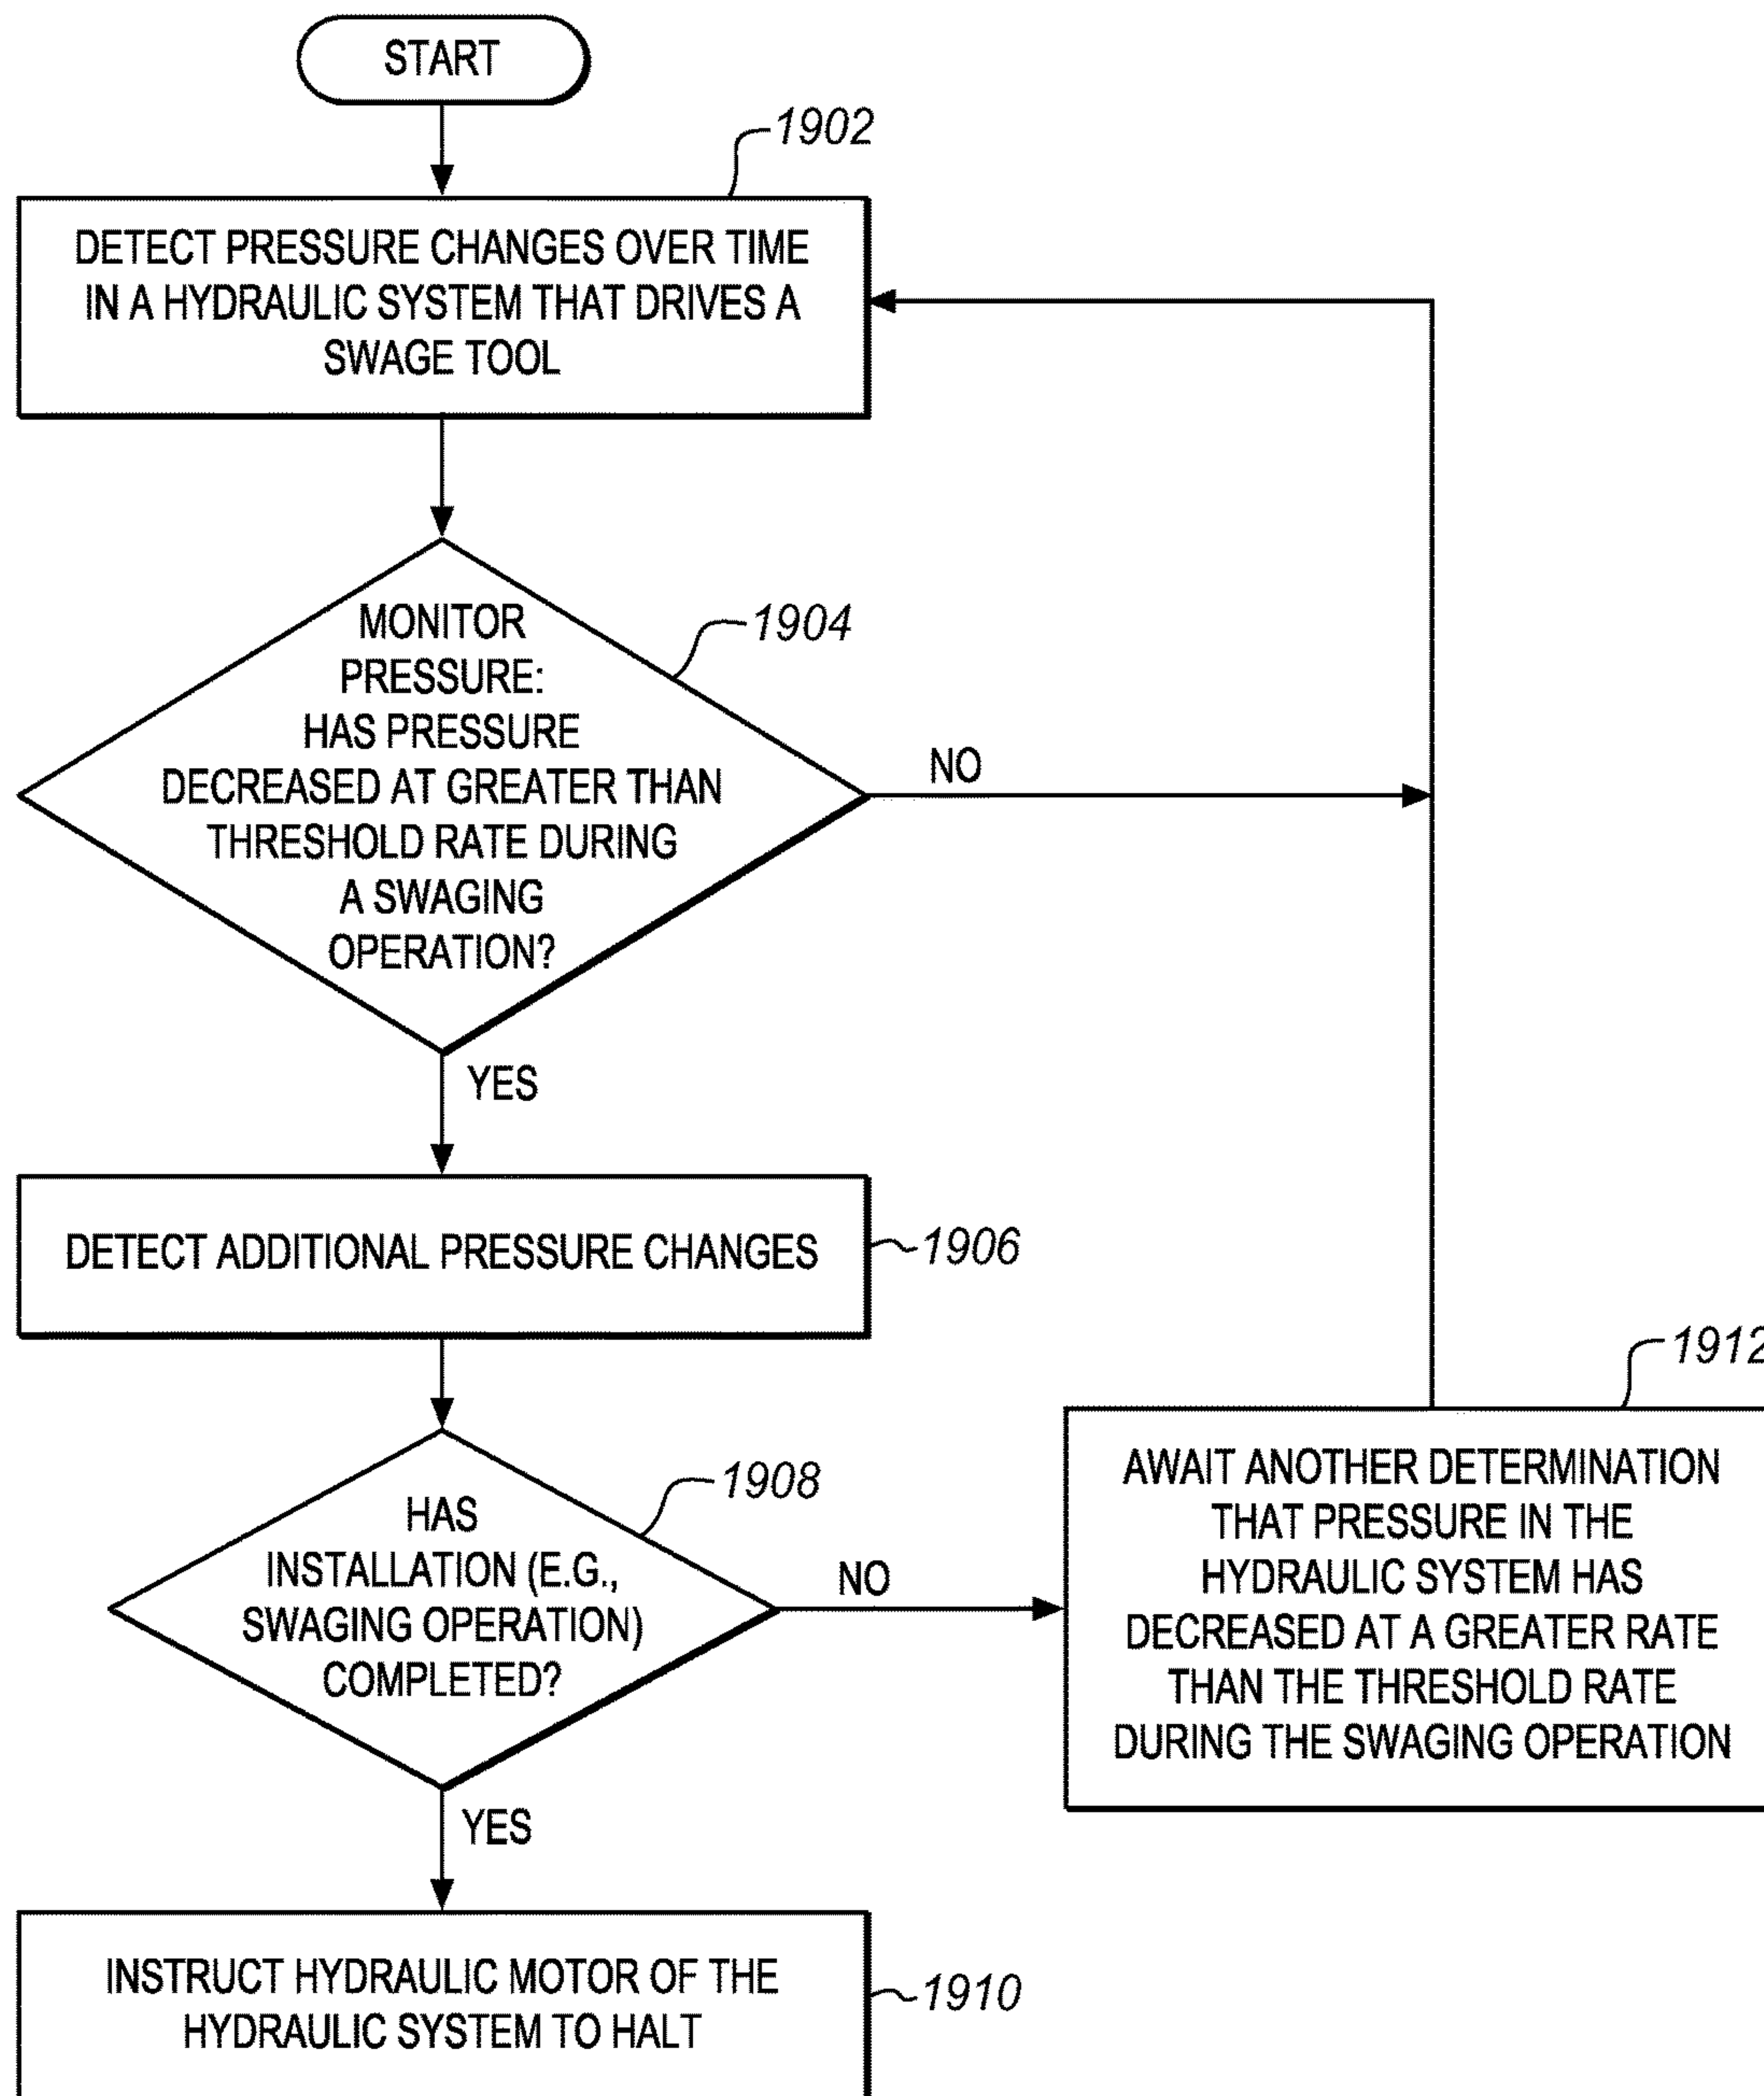 START
1902
DETECT PRESSURE CHANGES OVER TIME
IN A HYDRAULIC SYSTEM THAT DRIVES A
SWAGE TOOL
1904
MONITOR
PRESSURE:
HAS PRESSURE
DECREASED AT GREATER THAN
THRESHOLD RATE DURING
A SWAGING
OPERATION?
NO
YES
DETECT ADDITIONAL PRESSURE CHANGES
1906
1908
HAS
INSTALLATION (E.G.,
SWAGING OPERATION)
COMPLETED?
NO
YES
1912
AWAIT ANOTHER DETERMINATION
THAT PRESSURE IN THE
HYDRAULIC SYSTEM HAS
DECREASED AT A GREATER RATE
THAN THE THRESHOLD RATE
DURING THE SWAGING OPERATION
INSTRUCT HYDRAULIC MOTOR OF THE
HYDRAULIC SYSTEM TO HALT
1910